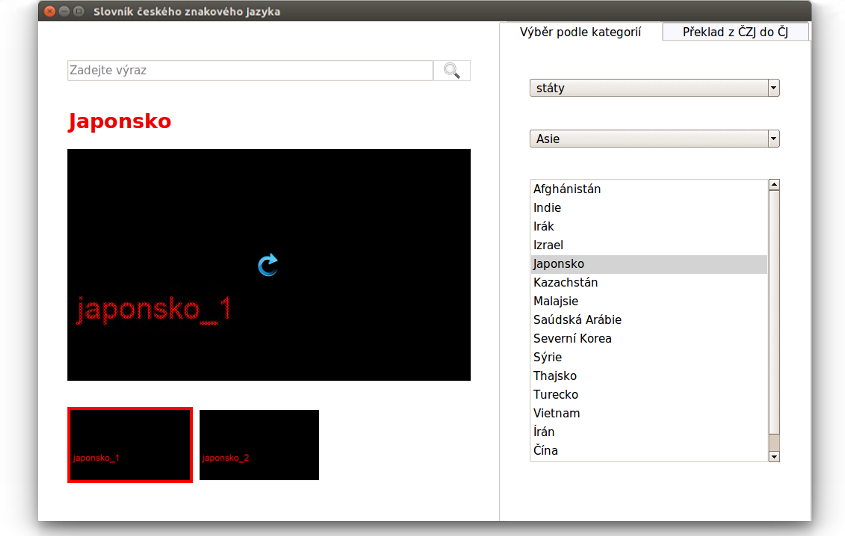 Slovník českého znakového jazyka
Výběr podle kategorií
Překlad z ČZJ do ČJ
Zadejte výraz
Japonsko
japonsko_1
japonsko_1
japonsko_2
státy
Asie
Afghánistán
Indie
Irák
Izrael
Japonsko
Kazachstán
Malajsie
Saúdská Arábie
Severní Korea
Sýrie
Thajsko
Turecko
Vietnam
Írán
Čína